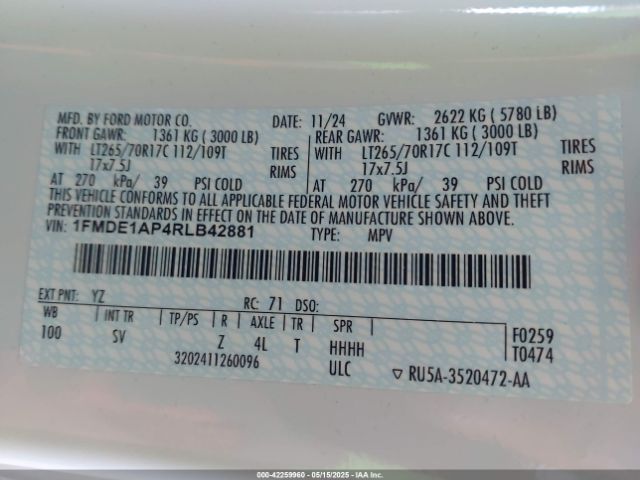 MFD. BY FORD MOTOR CO. DATE: 11/24 GVWR: 2622 KG ( 5780 LB)
FRONT GAWR: 1361 KG ( 3000 LB) REAR GAWR: 1361 KG ( 3000 LB)
WITH LT265/70R17C 112/109T TIRES WITH LT265/70R17C 112/109T TIRES
17x7.5J RIMS 17x7.5J RIMS
AT 270 kPa/ 39 PSI COLD AT 270 kPa/ 39 PSI COLD
THIS VEHICLE CONFORMS TO ALL APPLICABLE FEDERAL MOTOR VEHICLE SAFETY AND THEFT
PREVENTION STANDARDS IN EFFECT ON THE DATE OF MANUFACTURE SHOWN ABOVE.
VIN: 1FMDE1AP4RLB42881 TYPE: MPV
EXT PNT: YZ RC: 71 DSO:
WB INT TR TP/PS R AXLE TR SPR
100 SV Z 4L T HHHH F0259
3202411260096 ULC T0474
▽ RU5A-3520472-AA
000-42259960 - 05/15/2025 - IAA Inc.